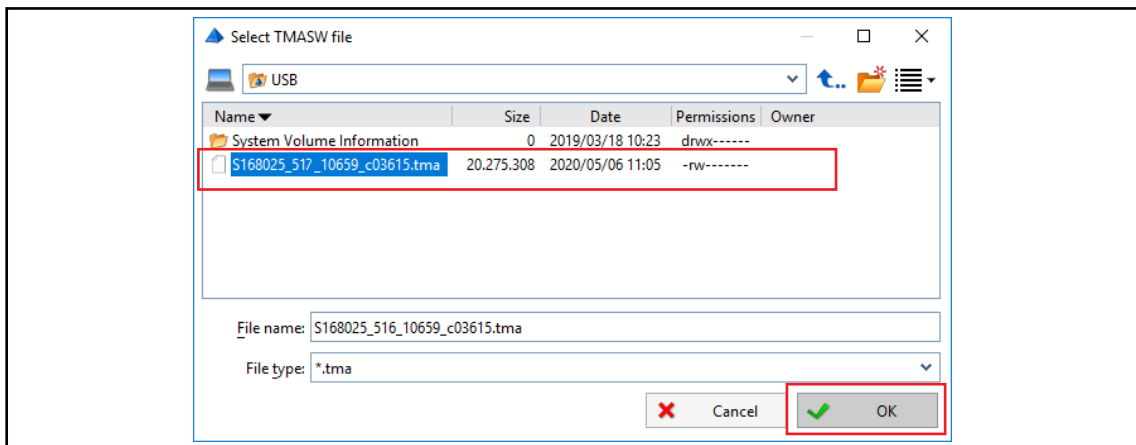 Select TMASW file
USB
Name Size Date Permissions Owner
System Volume Information 0 2019/03/18 10:23 drwx------
S168025_517_10659_c03615.tma 20.275.308 2020/05/06 11:05 -rw-------
File name: S168025_516_10659_c03615.tma
File type: *.tma
Cancel OK